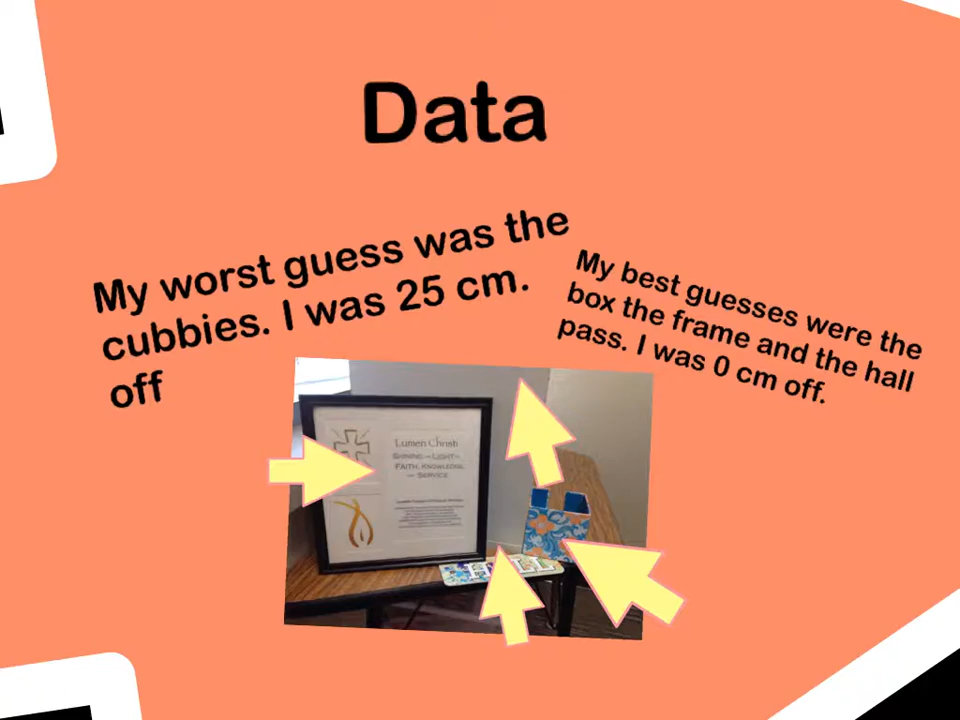 Data
My worst guess was the
cubbies. I was 25 cm.
off
My best guesses were the
box the frame and the hall
pass. I was 0 cm off.
Lumen Christi
Shining the Light of
Faith, Knowledge
and Service